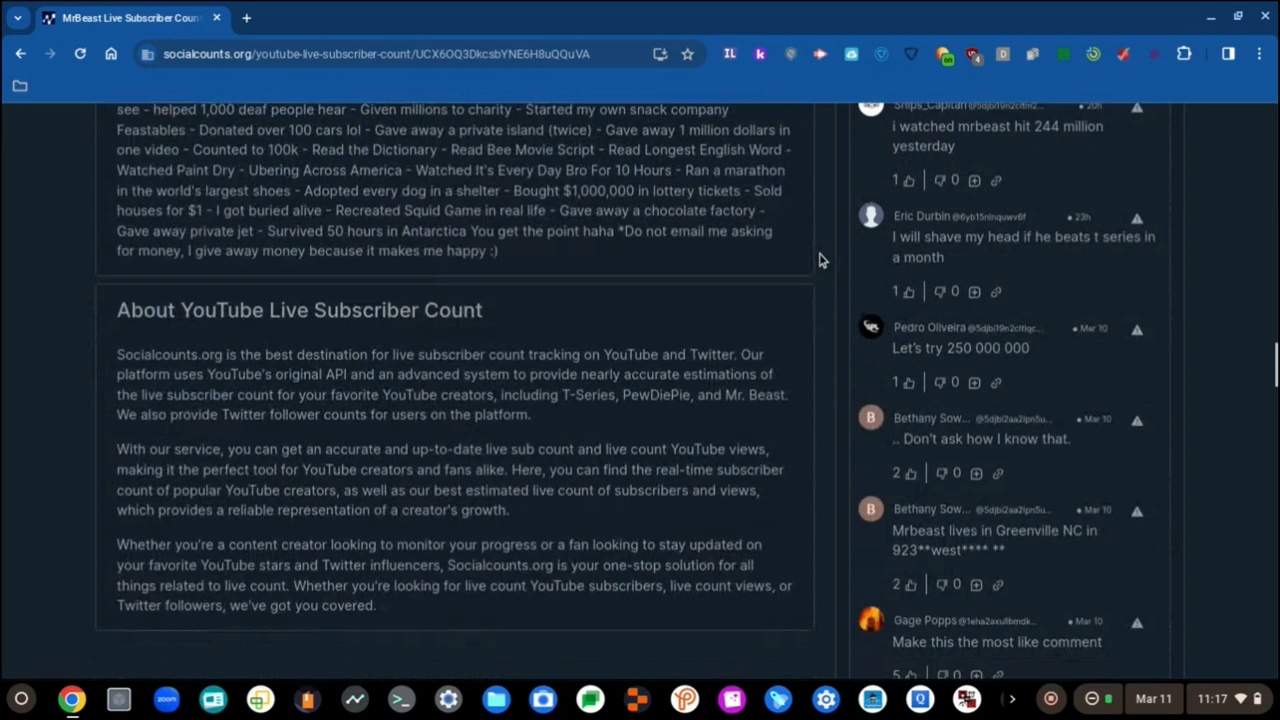 MrBeast Live Subscriber Coun
socialcounts.org/youtube-live-subscriber-count/UCX6OQ3DkcsbYNE6H8uQQuVA
see - helped 1,000 deaf people hear - Given millions to charity - Started my own snack company
Feastables - Donated over 100 cars lol - Gave away a private island (twice) - Gave away 1 million dollars in
one video - Counted to 100k - Read the Dictionary - Read Bee Movie Script - Read Longest English Word -
Watched Paint Dry - Ubering Across America - Watched It's Every Day Bro For 10 Hours - Ran a marathon
in the world's largest shoes - Adopted every dog in a shelter - Bought $1,000,000 in lottery tickets - Sold
houses for $1 - I got buried alive - Recreated Squid Game in real life - Gave away a chocolate factory -
Gave away private jet - Survived 50 hours in Antarctica You get the point haha *Do not email me asking
for money, I give away money because it makes me happy :)
About YouTube Live Subscriber Count
Socialcounts.org is the best destination for live subscriber count tracking on YouTube and Twitter. Our
platform uses YouTube's original API and an advanced system to provide nearly accurate estimations of
the live subscriber count for your favorite YouTube creators, including T-Series, PewDiePie, and Mr. Beast.
We also provide Twitter follower counts for users on the platform.
With our service, you can get an accurate and up-to-date live sub count and live count YouTube views,
making it the perfect tool for YouTube creators and fans alike. Here, you can find the real-time subscriber
count of popular YouTube creators, as well as our best estimated live count of subscribers and views,
which provides a reliable representation of a creator's growth.
Whether you're a content creator looking to monitor your progress or a fan looking to stay updated on
your favorite YouTube stars and Twitter influencers, Socialcounts.org is your one-stop solution for all
things related to live count. Whether you're looking for live count YouTube subscribers, live count views, or
Twitter followers, we've got you covered.
20h
i watched mrbeast hit 244 million
yesterday
1 0
Eric Durbin 23h
I will shave my head if he beats t series in
a month
1 0
Pedro Oliveira Mar 10
Let's try 250 000 000
1 0
Bethany Sow... Mar 10
.. Don't ask how I know that.
2 0
Bethany Sow... Mar 10
Mrbeast lives in Greenville NC in
923**west**** **
2 0
Gage Popps Mar 10
Make this the most like comment
5 0
zoom
Mar 11
11:17